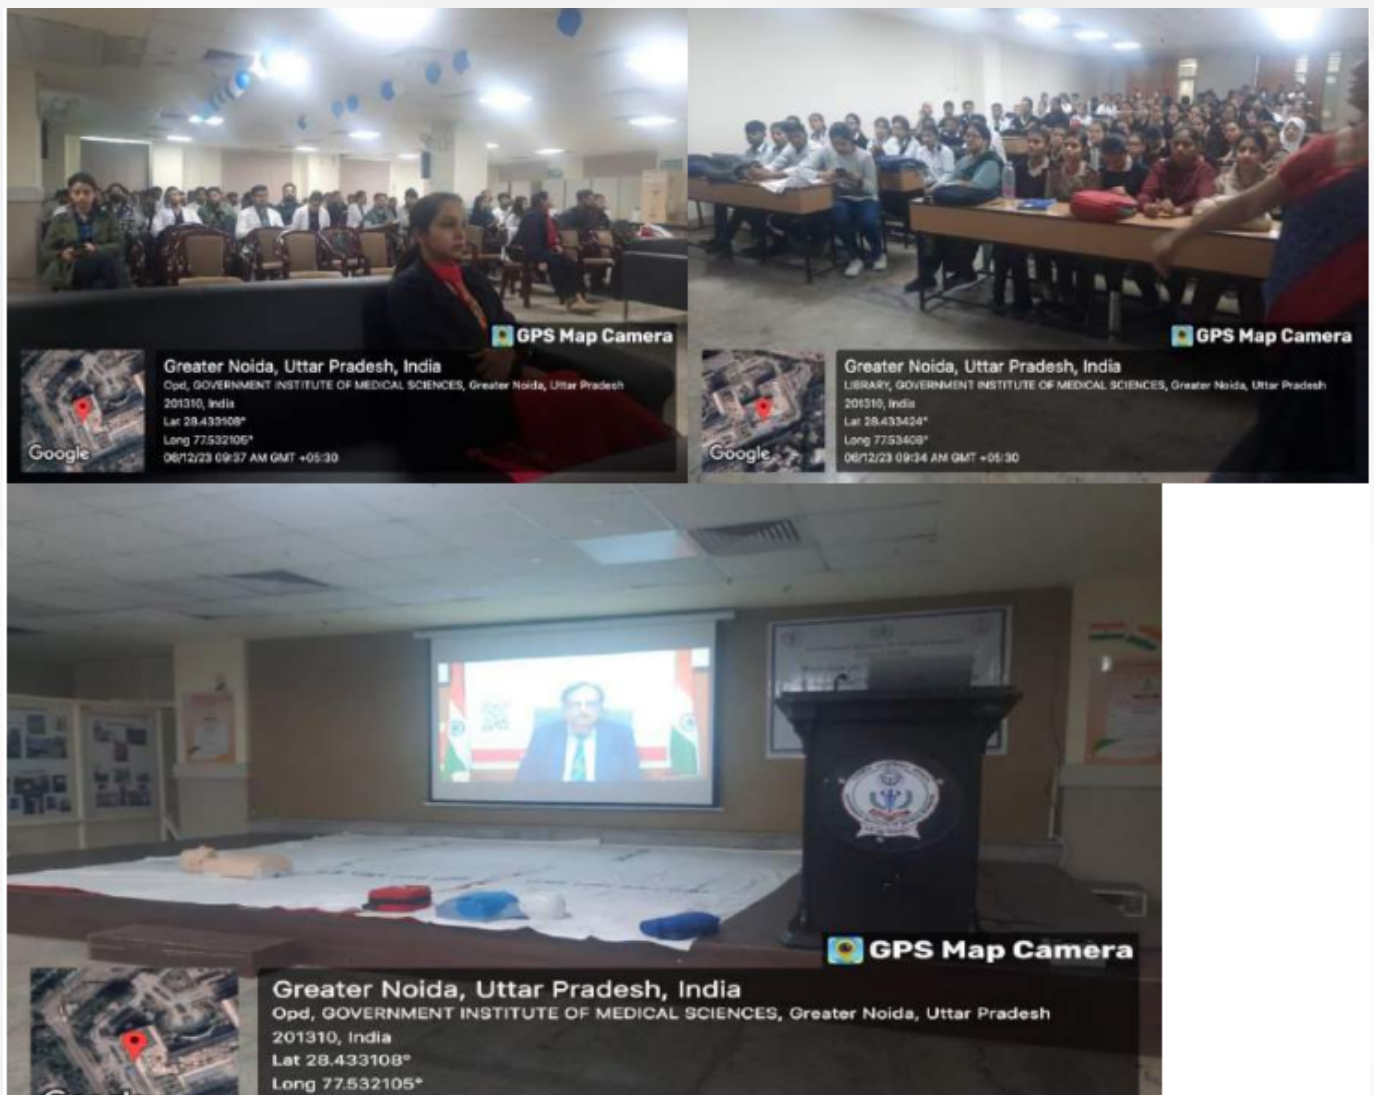 GPS Map Camera
Greater Noida, Uttar Pradesh, India
Opd, GOVERNMENT INSTITUTE OF MEDICAL SCIENCES, Greater Noida, Uttar Pradesh
201310, India
Lat 28.433108°
Long 77.532105°
06/12/23 09:37 AM GMT +05:30
Google
GPS Map Camera
Greater Noida, Uttar Pradesh, India
LIBRARY, GOVERNMENT INSTITUTE OF MEDICAL SCIENCES, Greater Noida, Uttar Pradesh
201310, India
Lat 28.433424°
Long 77.53408°
06/12/23 09:34 AM GMT +05:30
Google
GPS Map Camera
Greater Noida, Uttar Pradesh, India
Opd, GOVERNMENT INSTITUTE OF MEDICAL SCIENCES, Greater Noida, Uttar Pradesh
201310, India
Lat 28.433108°
Long 77.532105°